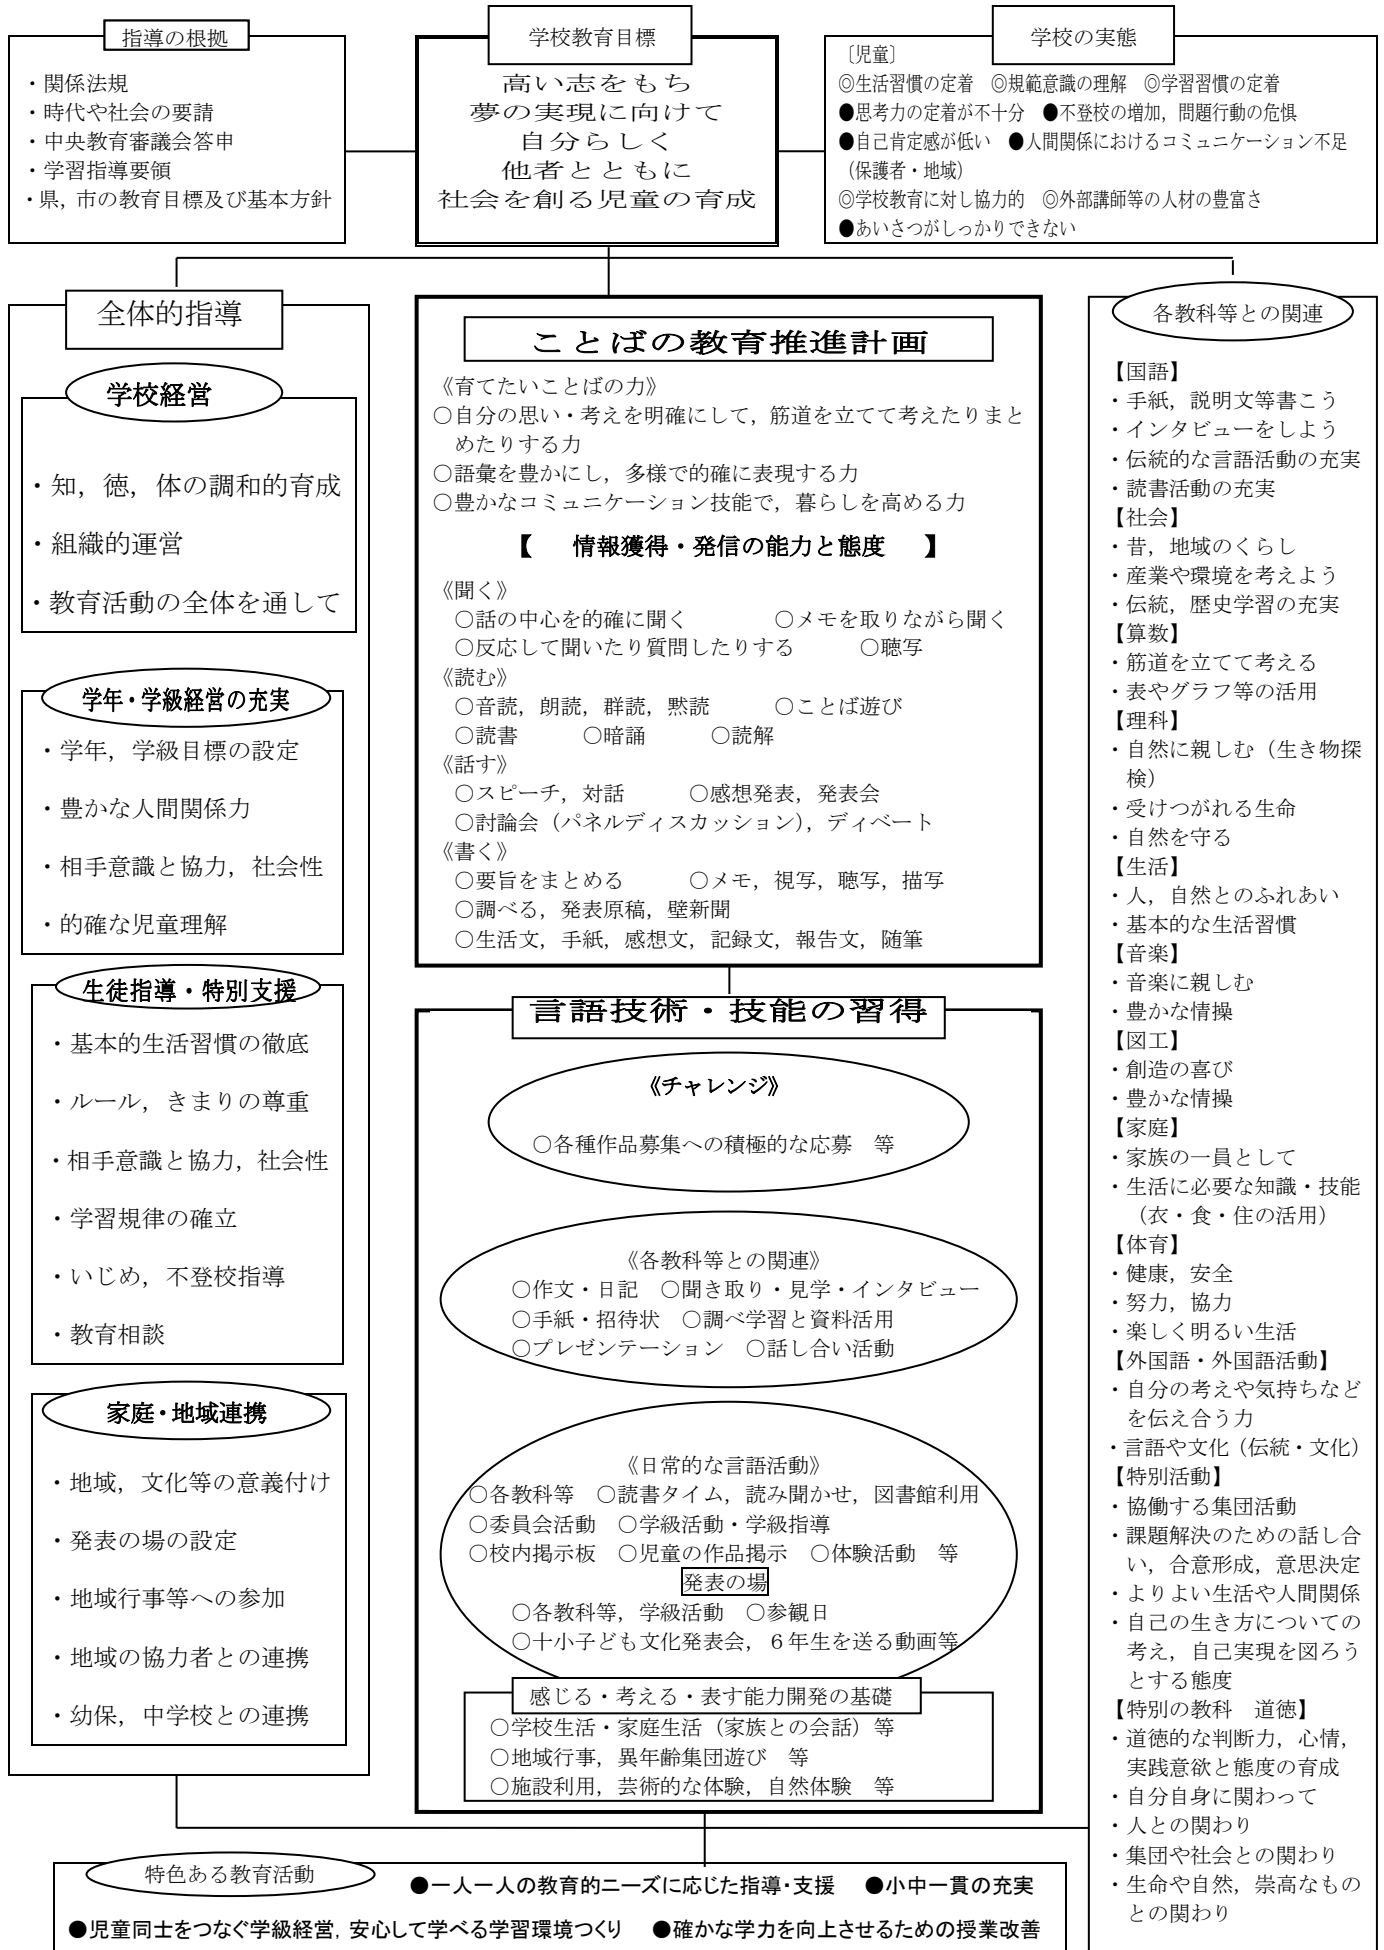 指導の根拠
・関係法規
・時代や社会の要請
・中央教育審議会答申
・学習指導要領
・県，市の教育目標及び基本方針
学校教育目標
高い志をもち
夢の実現に向けて
自分らしく
他者とともに
社会を創る児童の育成
学校の実態
〔児童〕
◎生活習慣の定着　◎規範意識の理解　◎学習習慣の定着
●思考力の定着が不十分　●不登校の増加，問題行動の危惧
●自己肯定感が低い　●人間関係におけるコミュニケーション不足
（保護者・地域）
◎学校教育に対し協力的　◎外部講師等の人材の豊富さ
●あいさつがしっかりできない
全体的指導
学校経営
・知，徳，体の調和的育成
・組織的運営
・教育活動の全体を通して
学年・学級経営の充実
・学年，学級目標の設定
・豊かな人間関係力
・相手意識と協力，社会性
・的確な児童理解
生徒指導・特別支援
・基本的生活習慣の徹底
・ルール，きまりの尊重
・相手意識と協力，社会性
・学習規律の確立
・いじめ，不登校指導
・教育相談
家庭・地域連携
・地域，文化等の意義付け
・発表の場の設定
・地域行事等への参加
・地域の協力者との連携
・幼保，中学校との連携
ことばの教育推進計画
《育てたいことばの力》
○自分の思い・考えを明確にして，筋道を立てて考えたりまと
めたりする力
○語彙を豊かにし，多様で的確に表現する力
○豊かなコミュニケーション技能で，暮らしを高める力
【　情報獲得・発信の能力と態度　】
《聞く》
○話の中心を的確に聞く　○メモを取りながら聞く
○反応して聞いたり質問したりする　○聴写
《読む》
○音読，朗読，群読，黙読　○ことば遊び
○読書　○暗誦　○読解
《話す》
○スピーチ，対話　○感想発表，発表会
○討論会（パネルディスカッション），ディベート
《書く》
○要旨をまとめる　○メモ，視写，聴写，描写
○調べる，発表原稿，壁新聞
○生活文，手紙，感想文，記録文，報告文，随筆
言語技術・技能の習得
《チャレンジ》
○各種作品募集への積極的な応募　等
《各教科等との関連》
○作文・日記　○聞き取り・見学・インタビュー
○手紙・招待状　○調べ学習と資料活用
○プレゼンテーション　○話し合い活動
《日常的な言語活動》
○各教科等　○読書タイム，読み聞かせ，図書館利用
○委員会活動　○学級活動・学級指導
○校内掲示板　○児童の作品掲示　○体験活動　等
発表の場
○各教科等，学級活動　○参観日
○十小子ども文化発表会，６年生を送る動画等
感じる・考える・表す能力開発の基礎
○学校生活・家庭生活（家族との会話）等
○地域行事，異年齢集団遊び　等
○施設利用，芸術的な体験，自然体験　等
各教科等との関連
【国語】
・手紙，説明文等書こう
・インタビューをしよう
・伝統的な言語活動の充実
・読書活動の充実
【社会】
・昔，地域のくらし
・産業や環境を考えよう
・伝統，歴史学習の充実
【算数】
・筋道を立てて考える
・表やグラフ等の活用
【理科】
・自然に親しむ（生き物探
検）
・受けつがれる生命
・自然を守る
【生活】
・人，自然とのふれあい
・基本的な生活習慣
【音楽】
・音楽に親しむ
・豊かな情操
【図工】
・創造の喜び
・豊かな情操
【家庭】
・家族の一員として
・生活に必要な知識・技能
（衣・食・住の活用）
【体育】
・健康，安全
・努力，協力
・楽しく明るい生活
【外国語・外国語活動】
・自分の考えや気持ちなど
を伝え合う力
・言語や文化（伝統・文化）
【特別活動】
・協働する集団活動
・課題解決のための話し合
い，合意形成，意思決定
・よりよい生活や人間関係
・自己の生き方についての
考え，自己実現を図ろう
とする態度
【特別の教科　道徳】
・道徳的な判断力，心情，
実践意欲と態度の育成
・自分自身に関わって
・人との関わり
・集団や社会との関わり
・生命や自然，崇高なもの
との関わり
特色ある教育活動
●一人一人の教育的ニーズに応じた指導・支援　●小中一貫の充実
●児童同士をつなぐ学級経営，安心して学べる学習環境つくり　●確かな学力を向上させるための授業改善